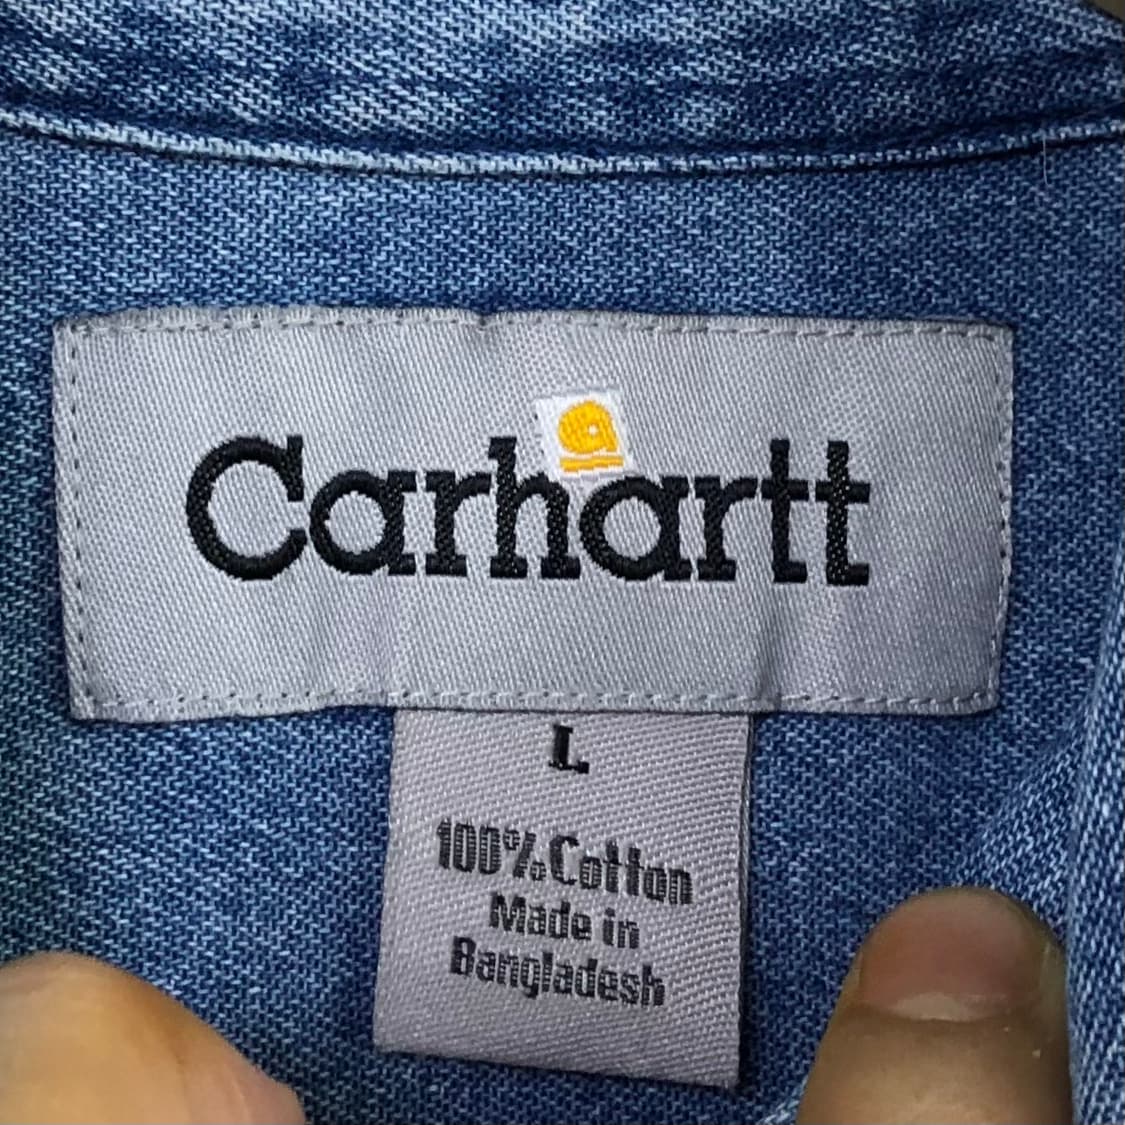 Carhartt
L
100% Cotton
Made in
Bangladesh